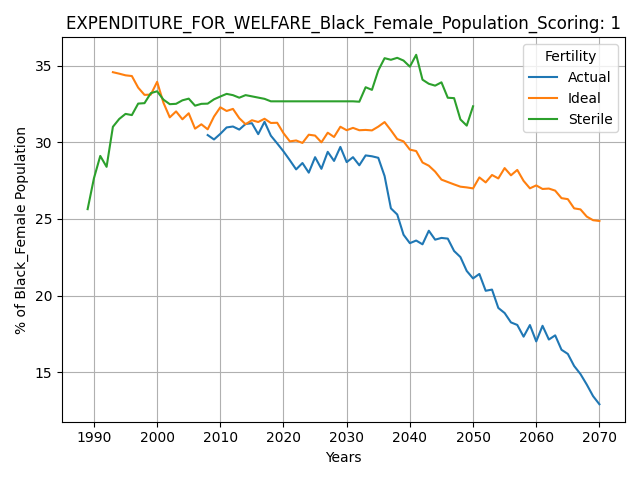 EXPENDITURE_FOR_WELFARE_Black_Female_Population_Scoring: 1
Fertility
Actual
Ideal
Sterile
% of Black_Female Population
35
30
25
20
15
1990 2000 2010 2020 2030 2040 2050 2060 2070
Years